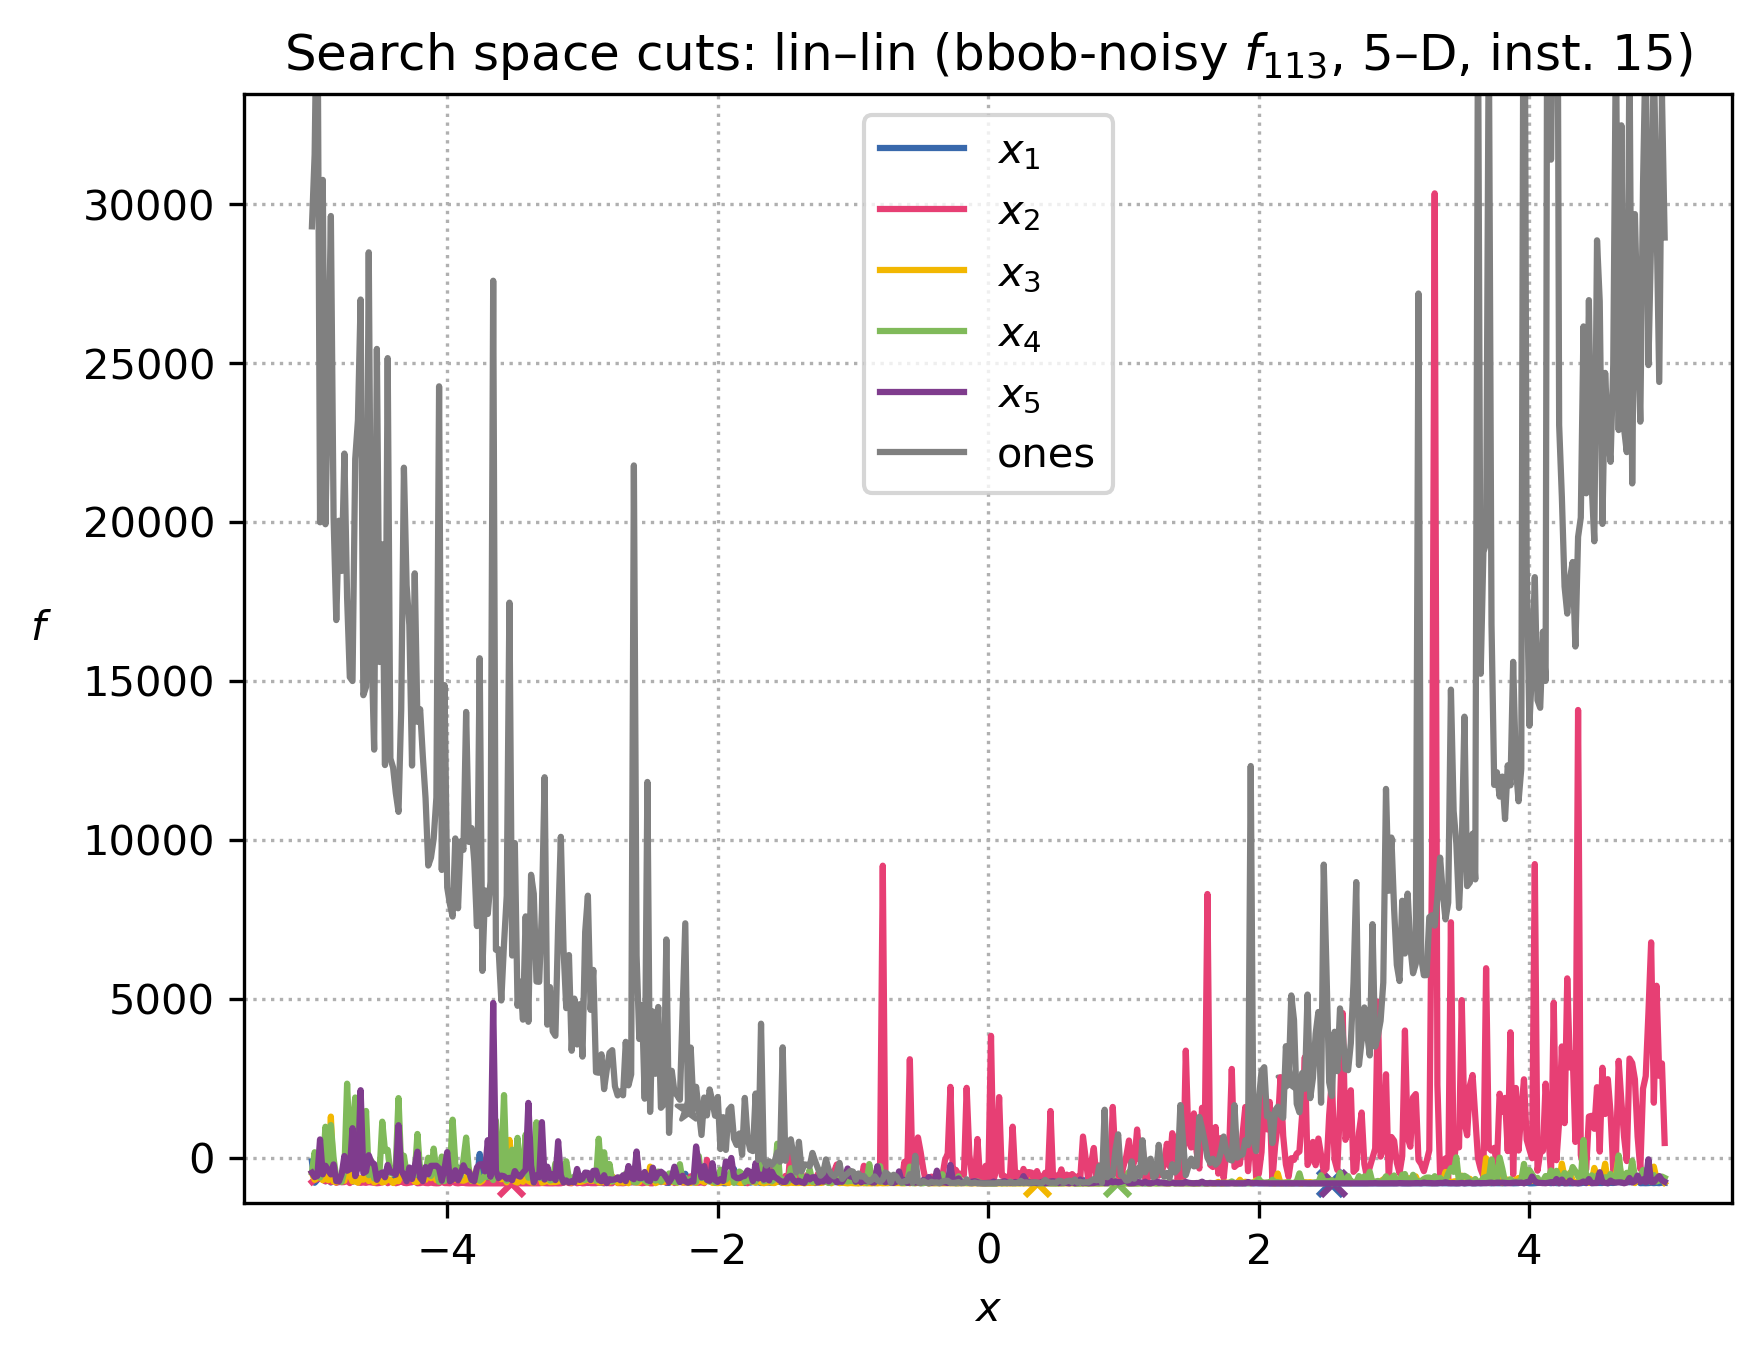 Search space cuts: lin–lin (bbob-noisy f₁₁₃, 5–D, inst. 15)
x₁
x₂
x₃
x₄
x₅
ones
30000
25000
20000
15000
10000
5000
0
f
−4
−2
0
2
4
x